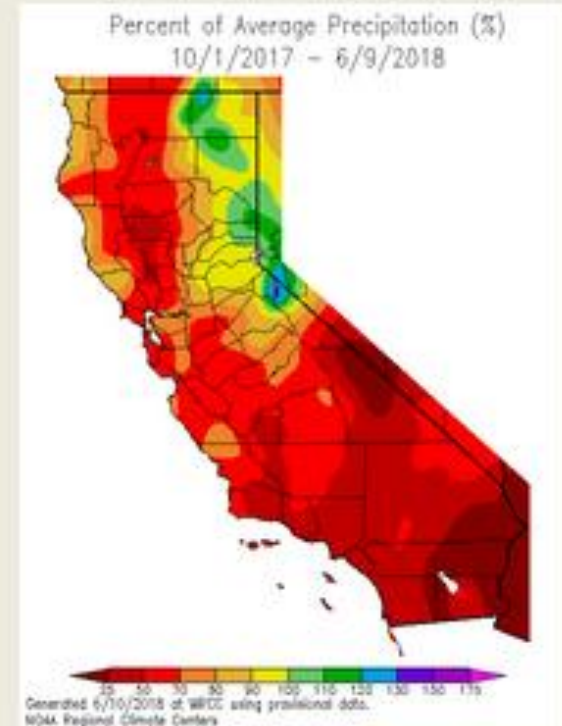 Percent of Average Precipitation (%)
10/1/2017 – 6/9/2018
25 50 70 80 90 100 110 120 130 150 175
Generated 6/10/2018 at WRCC using provisional data.
NOAA Regional Climate Centers